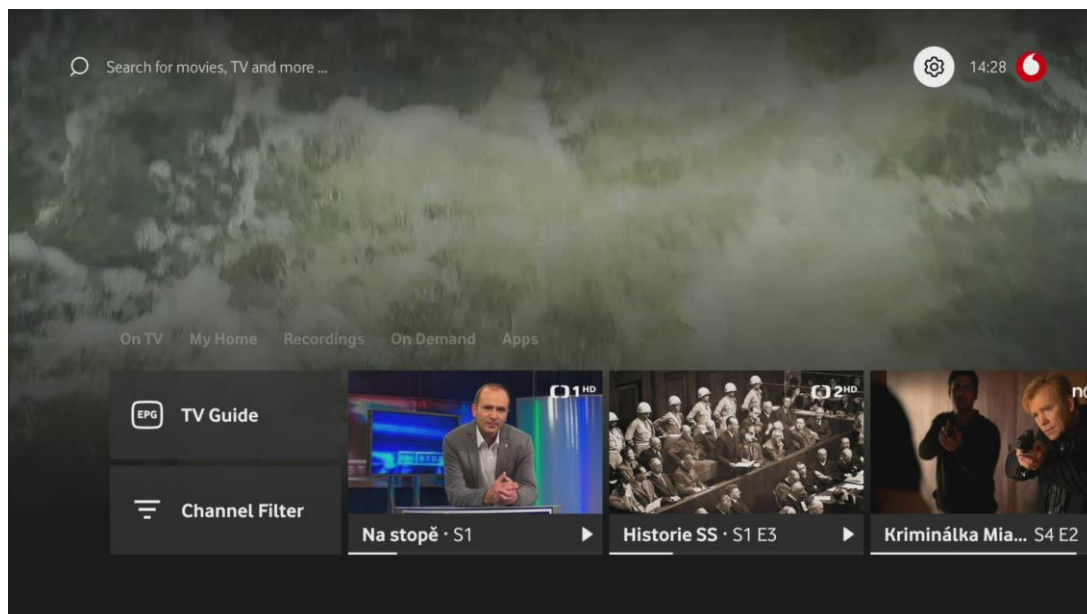 Search for movies, TV and more ...
14:28
On TV My Home Recordings On Demand Apps
EPG TV Guide
Channel Filter
1 HD
Na stopě · S1
2 HD
Historie SS · S1 E3
Kriminálka Mia... S4 E2